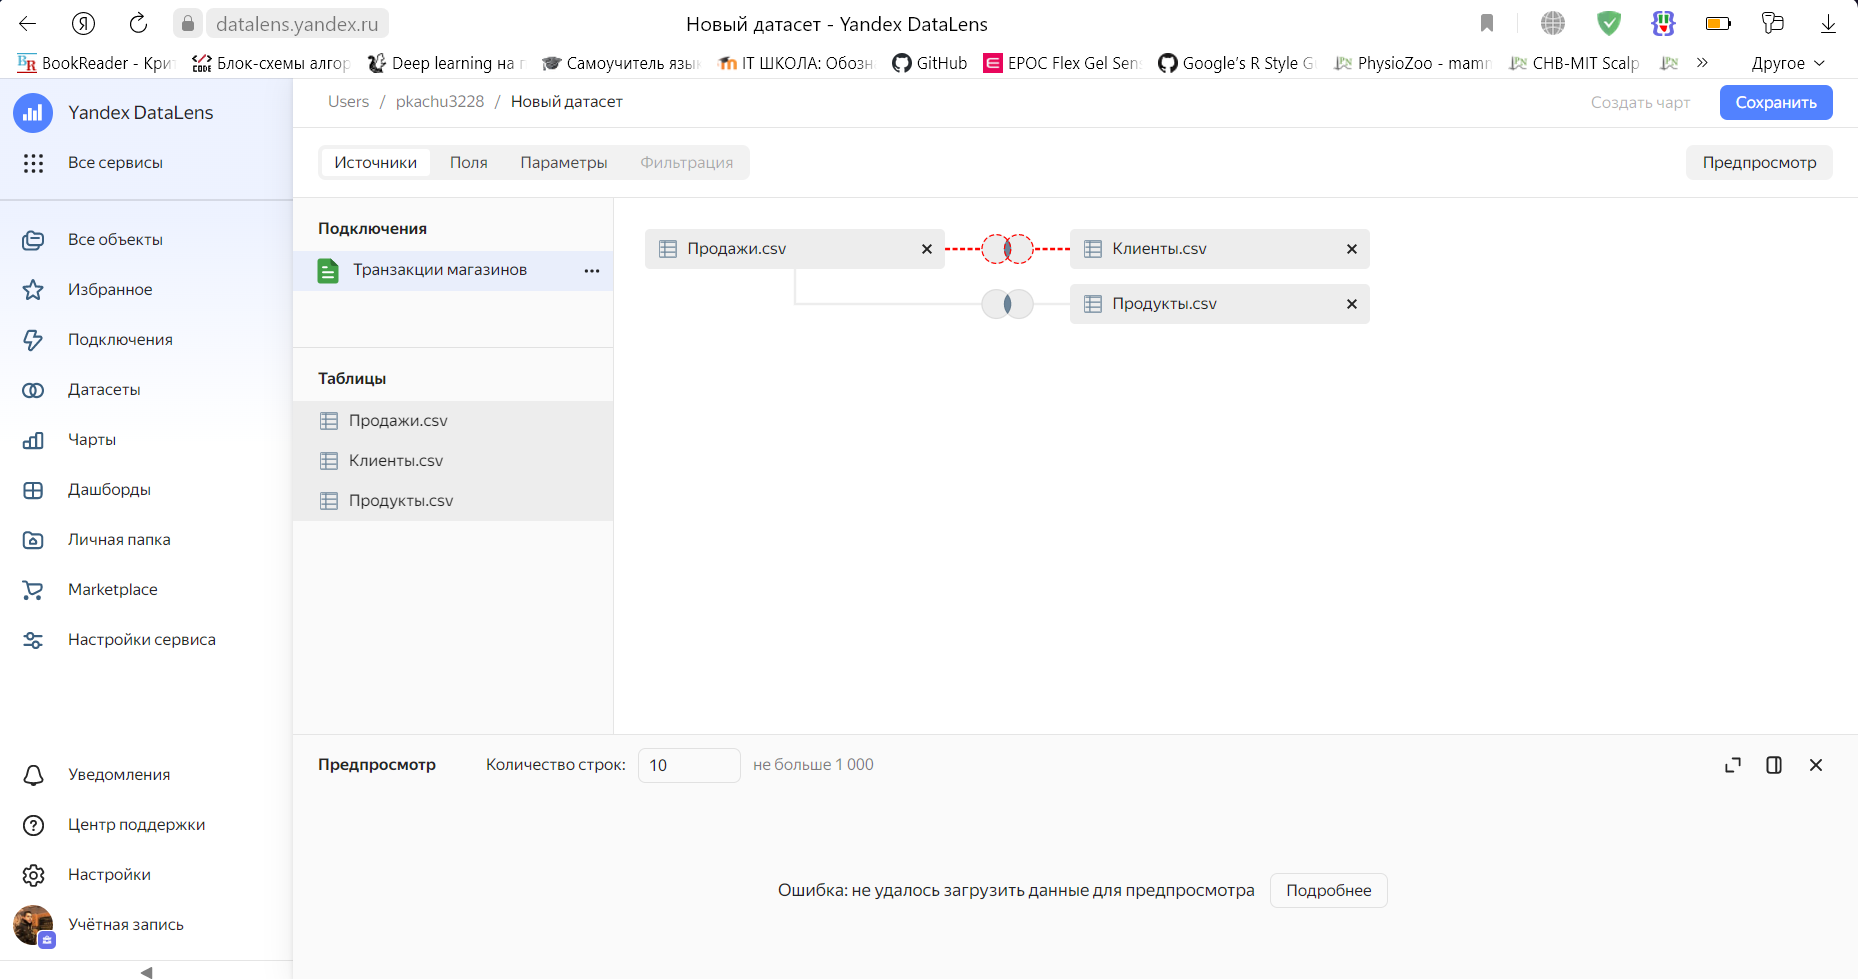 datalens.yandex.ru
Новый датасет - Yandex DataLens
BookReader - Кри
Блок-схемы алгор
Deep learning на
Самоучитель язык
IT ШКОЛА: Обозн
GitHub
EPOC Flex Gel Sen
Google's R Style G
PhysioZoo - mamm
CHB-MIT Scalp
»
Другое
Yandex DataLens
Все сервисы
Все объекты
Избранное
Подключения
Датасеты
Чарты
Дашборды
Личная папка
Marketplace
Настройки сервиса
Уведомления
Центр поддержки
Настройки
Учётная запись
Users / pkachu3228 / Новый датасет
Создать чарт
Сохранить
Источники
Поля
Параметры
Фильтрация
Предпросмотр
Подключения
Транзакции магазинов
Таблицы
Продажи.csv
Клиенты.csv
Продукты.csv
Продажи.csv
Клиенты.csv
Продукты.csv
Предпросмотр
Количество строк:
10
не больше 1 000
Ошибка: не удалось загрузить данные для предпросмотра
Подробнее